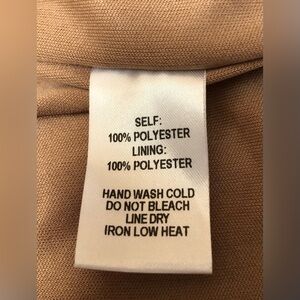 SELF:
100% POLYESTER
LINING:
100% POLYESTER
HAND WASH COLD
DO NOT BLEACH
LINE DRY
IRON LOW HEAT